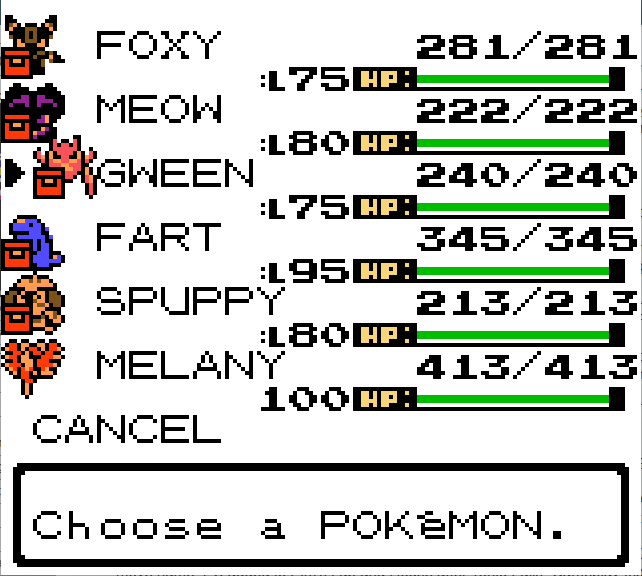 FOXY 281/281
:L75 HP:
MEOW 222/222
:L80 HP:
GWEEN 240/240
:L75 HP:
FART 345/345
:L95 HP:
SPUPPY 213/213
:L80 HP:
MELANY 413/413
100 HP:
CANCEL
Choose a POKéMON.